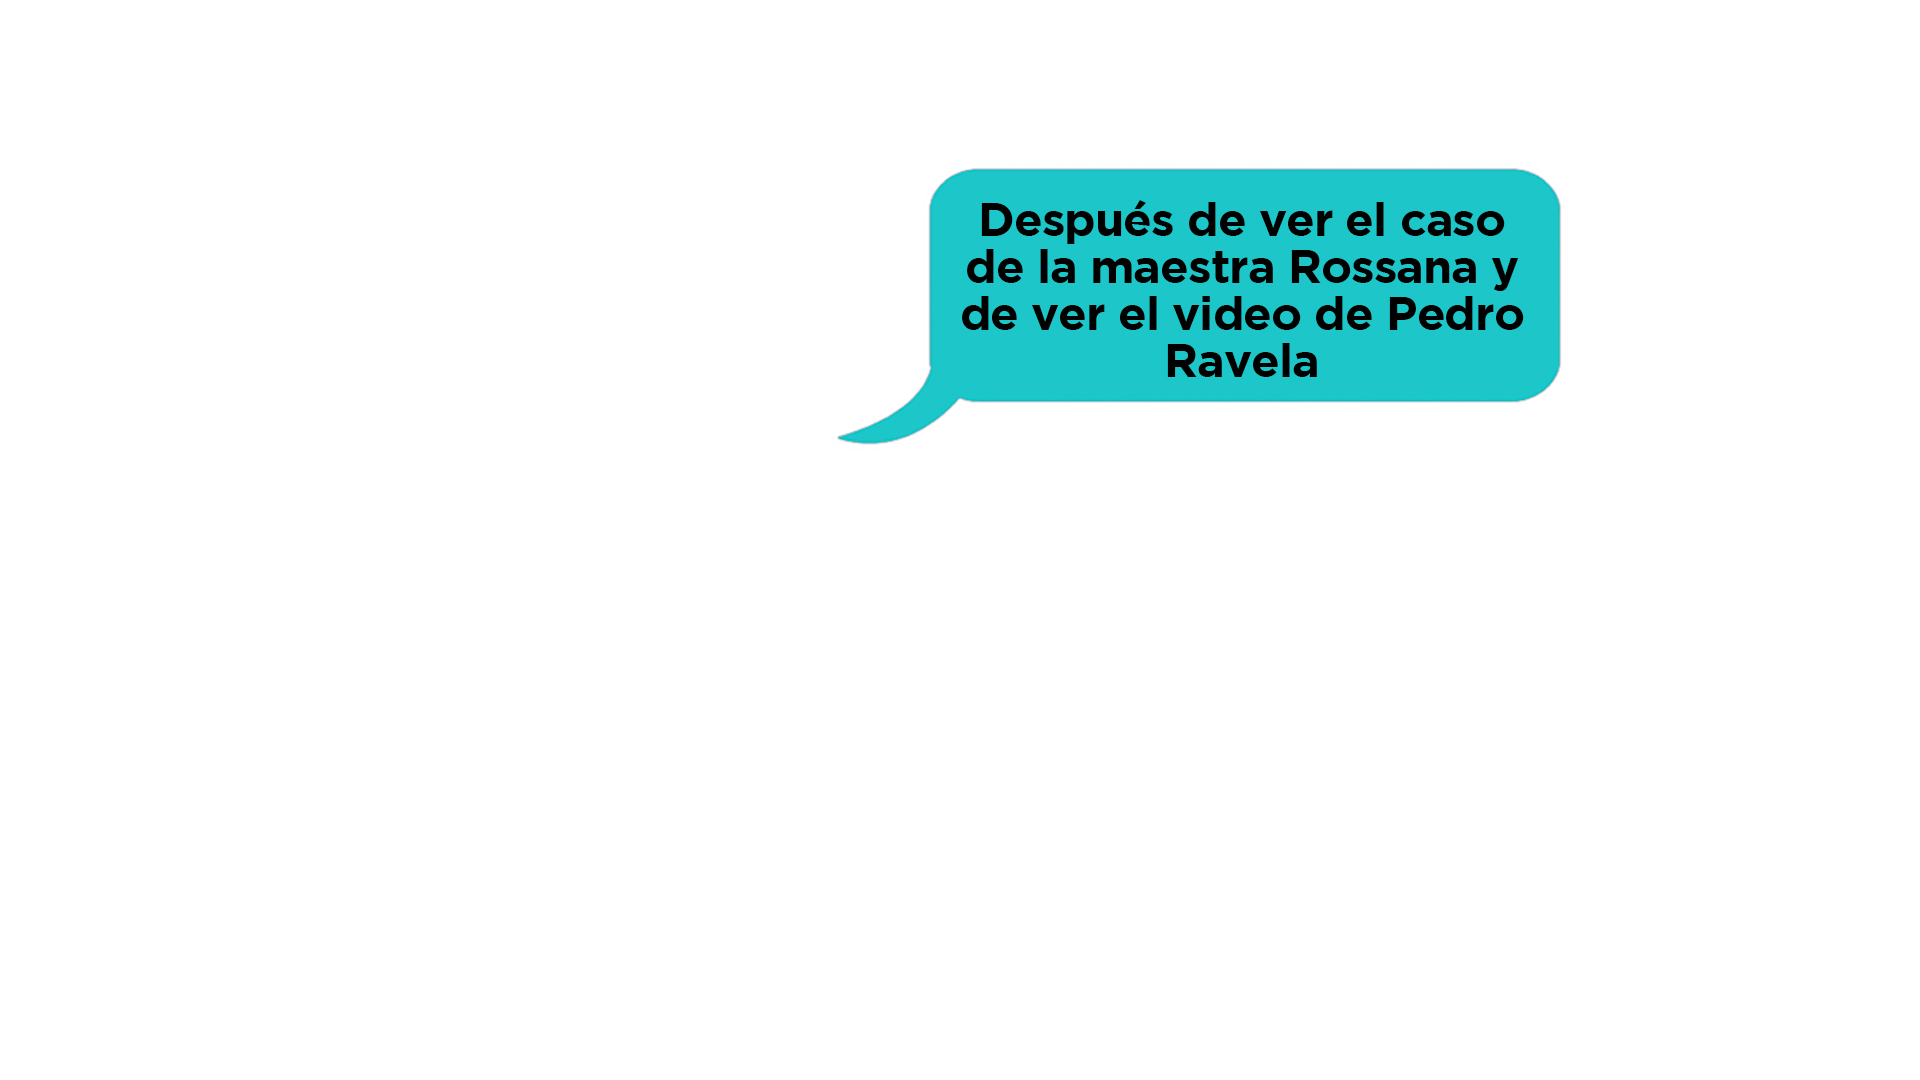 Después de ver el caso
de la maestra Rossana y
de ver el video de Pedro
Ravela